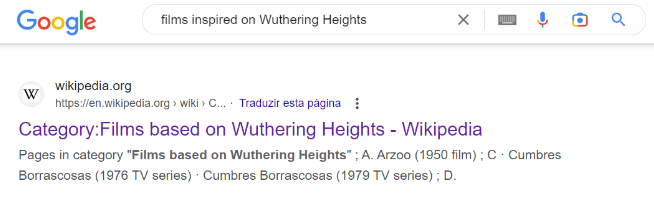 Google
films inspired on Wuthering Heights
W
wikipedia.org
https://en.wikipedia.org › wiki › C... · Traduzir esta página
Category:Films based on Wuthering Heights - Wikipedia
Pages in category "Films based on Wuthering Heights" ; A. Arzoo (1950 film) ; C · Cumbres
Borrascosas (1976 TV series) · Cumbres Borrascosas (1979 TV series) ; D.